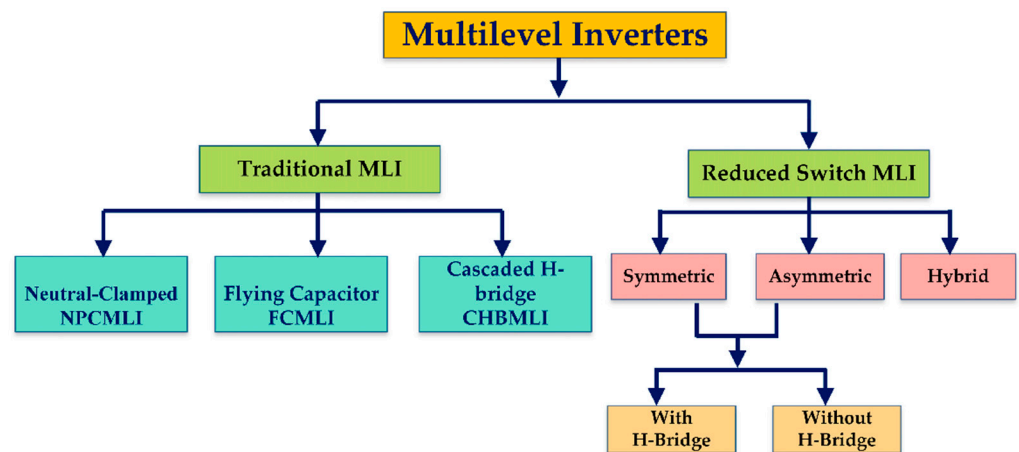 Multilevel Inverters
Traditional MLI
Reduced Switch MLI
Neutral-Clamped
NPCMLI
Flying Capacitor
FCMLI
Cascaded H-
bridge
CHBMLI
Symmetric
Asymmetric
Hybrid
With
H-Bridge
Without
H-Bridge